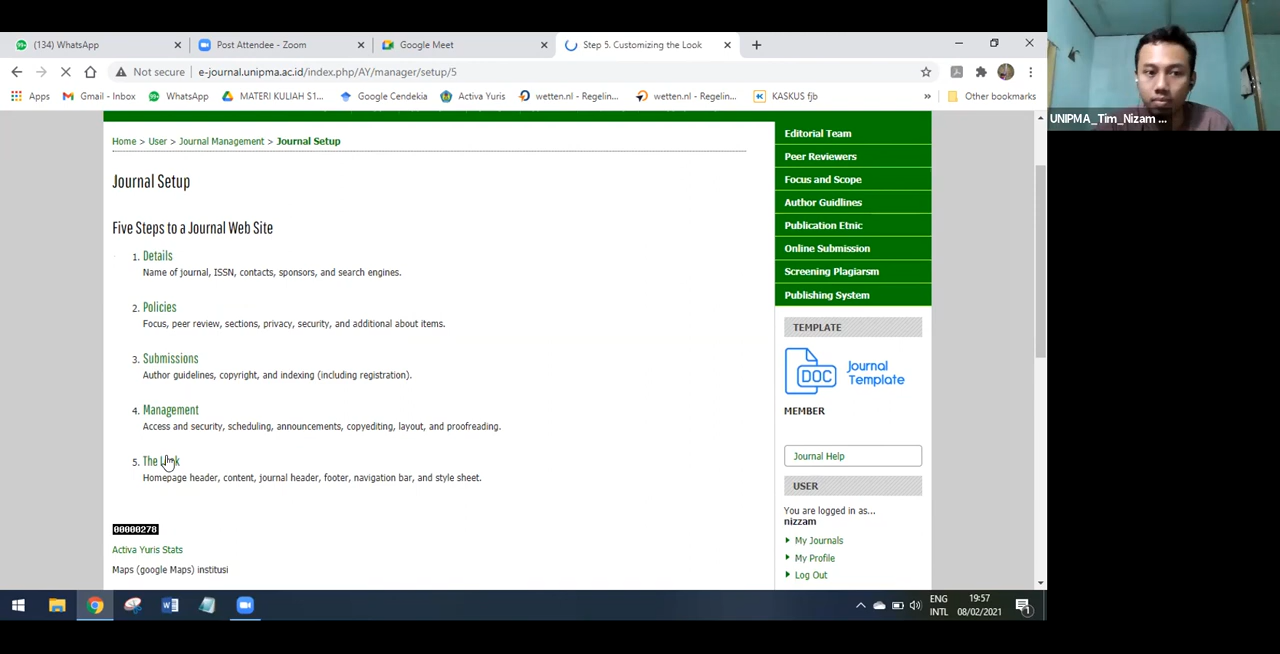 (134) WhatsApp
Post Attendee - Zoom
Google Meet
Step 5. Customizing the Look
Not secure
e-journal.unipma.ac.id/index.php/AY/manager/setup/5
Apps
Gmail - Inbox
WhatsApp
MATERI KULIAH S1...
Google Cendekia
Activa Yuris
wetten.nl - Regelin...
wetten.nl - Regelin...
KASKUS fjb
»
Other bookmarks
UNIPMA_Tim_Nizam ...
Home > User > Journal Management > Journal Setup
Journal Setup
Five Steps to a Journal Web Site
1. Details
Name of journal, ISSN, contacts, sponsors, and search engines.
2. Policies
Focus, peer review, sections, privacy, security, and additional about items.
3. Submissions
Author guidelines, copyright, and indexing (including registration).
4. Management
Access and security, scheduling, announcements, copyediting, layout, and proofreading.
5. The Look
Homepage header, content, journal header, footer, navigation bar, and style sheet.
00000278
Activa Yuris Stats
Maps (google Maps) institusi
Editorial Team
Peer Reviewers
Focus and Scope
Author Guidlines
Publication Etnic
Online Submission
Screening Plagiarsm
Publishing System
TEMPLATE
DOC
Journal
Template
MEMBER
Journal Help
USER
You are logged in as...
nizzam
My Journals
My Profile
Log Out
ENG
INTL
19:57
08/02/2021
1